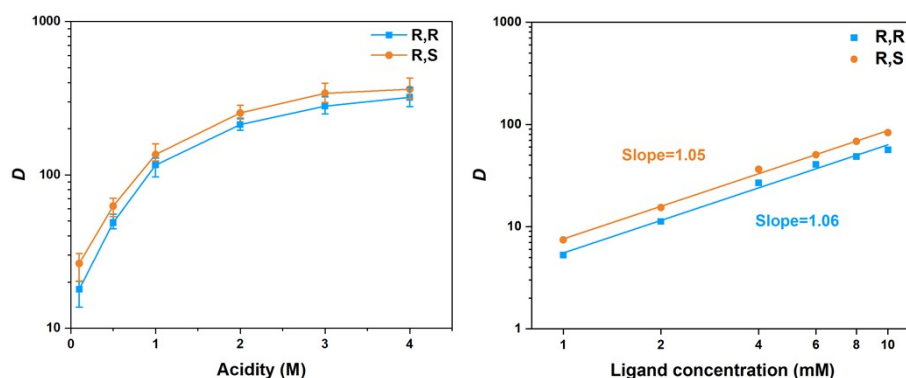 1000
100
10
D
0
1
2
3
4
Acidity (M)
R,R
R,S
1000
100
10
1
D
1
2
4
6
8
10
Ligand concentration (mM)
R,R
R,S
Slope=1.05
Slope=1.06